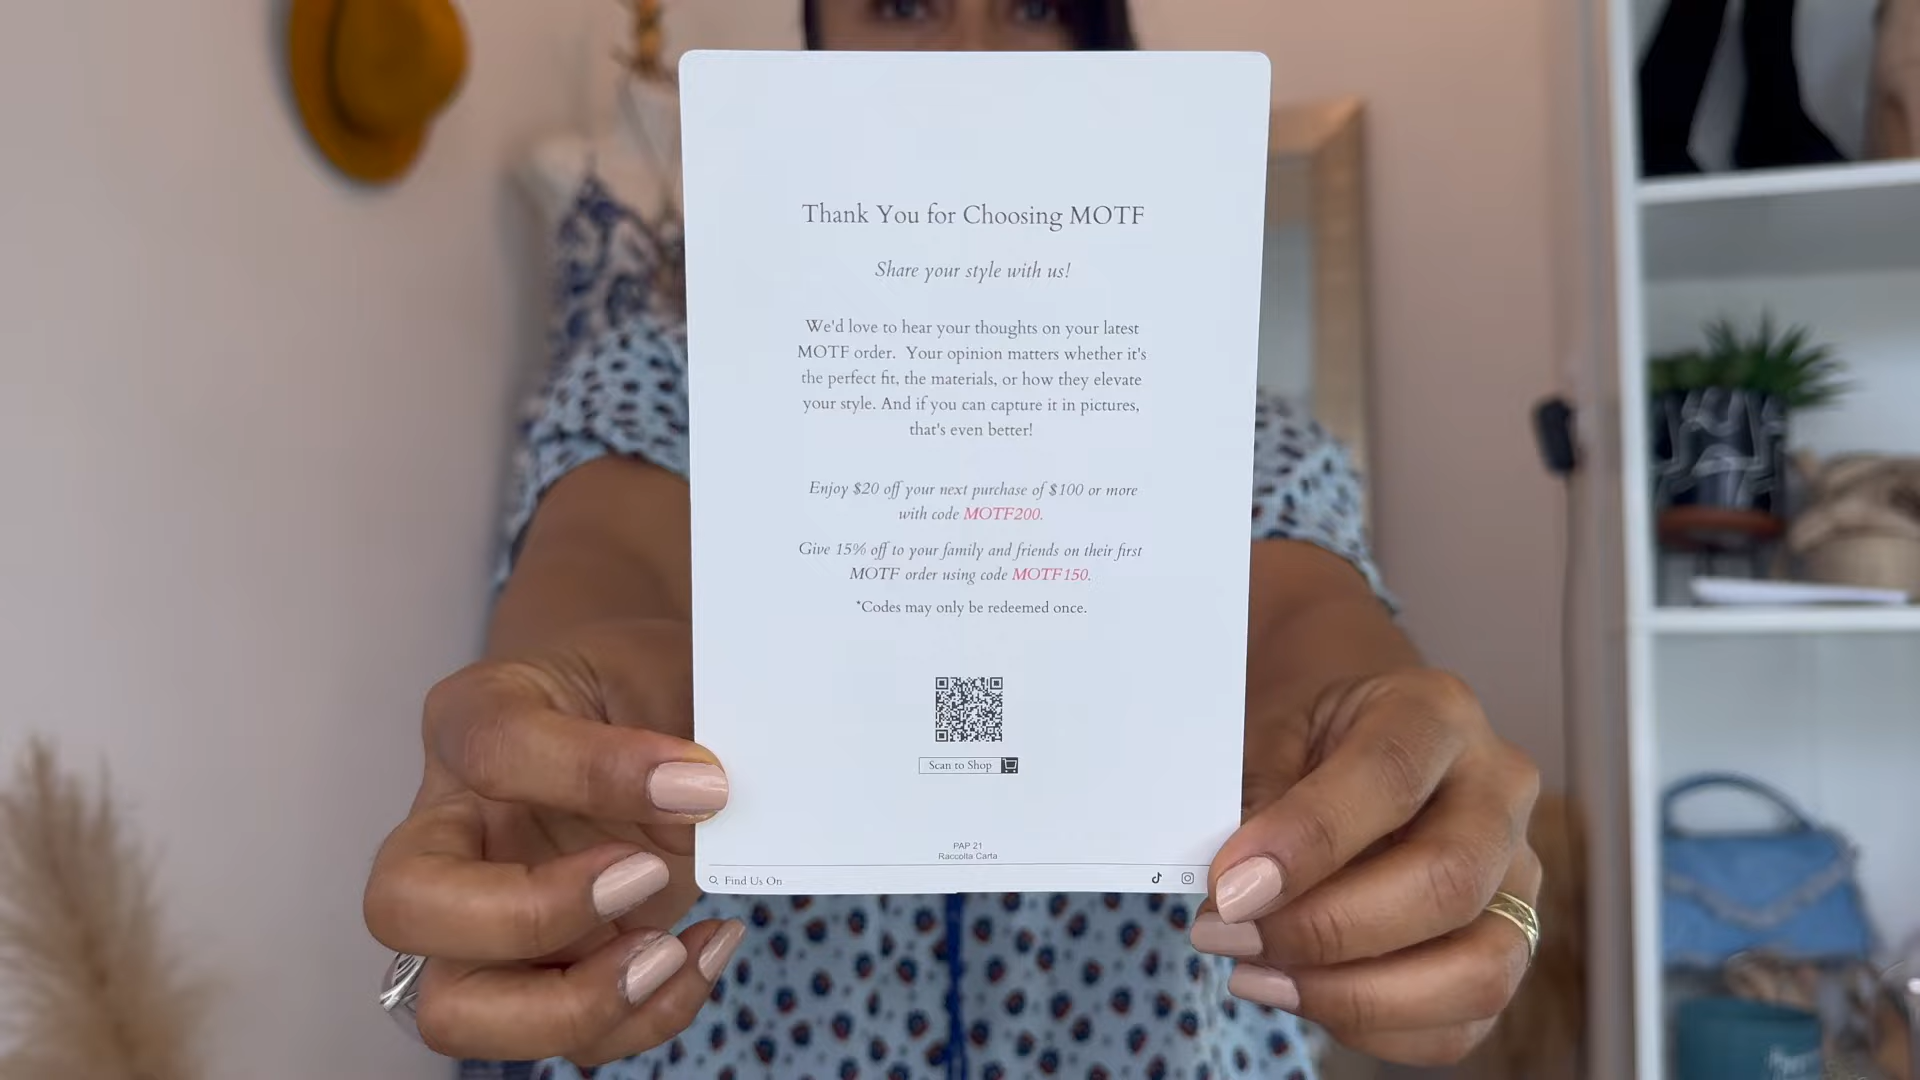 Thank You for Choosing MOTF
Share your style with us!
We'd love to hear your thoughts on your latest
MOTF order. Your opinion matters whether it's
the perfect fit, the materials, or how they elevate
your style. And if you can capture it in pictures,
that's even better!
Enjoy $20 off your next purchase of $100 or more
with code MOTF200.
Give 15% off to your family and friends on their first
MOTF order using code MOTF150.
*Codes may only be redeemed once.
Scan to Shop
PAP 21
Raccolta Carta
Find Us On